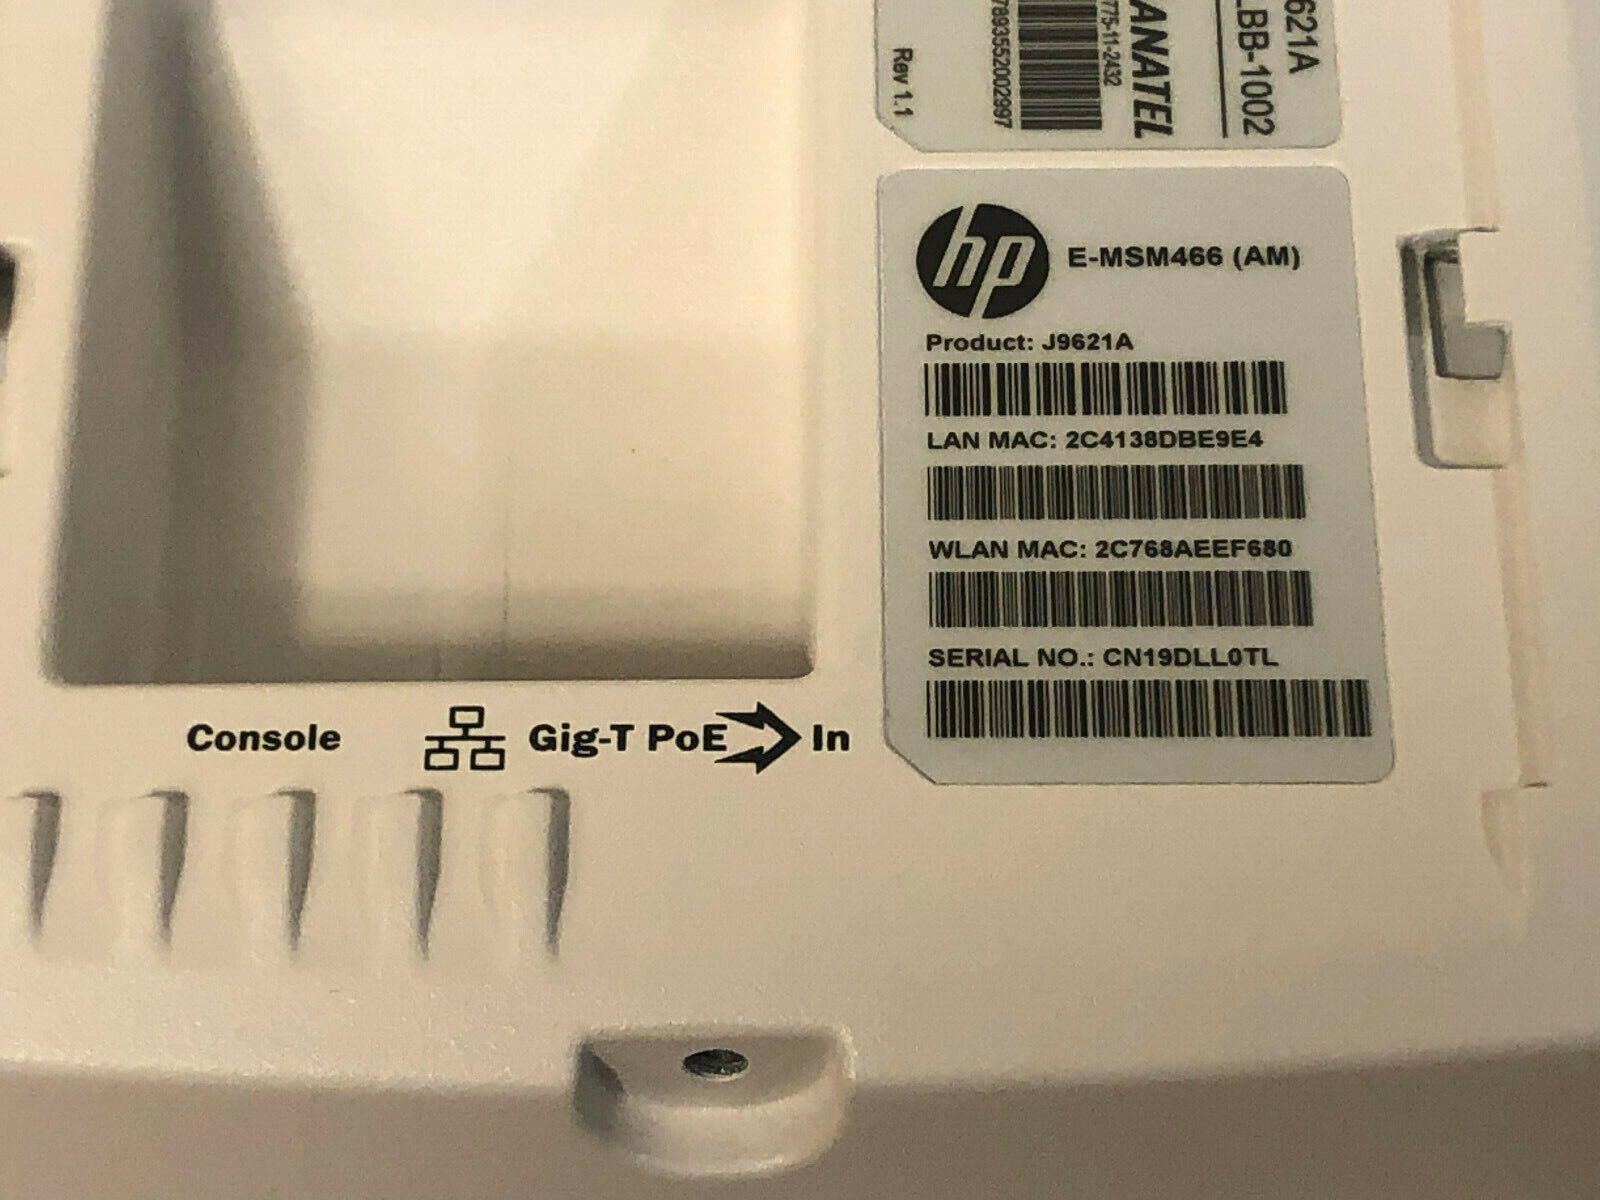 621A
LBB-1002
ANATEL
775-11-2432
7893552002997
Rev 1.1
hp
E-MSM466 (AM)
Product: J9621A
LAN MAC: 2C4138DBE9E4
WLAN MAC: 2C768AEEF680
SERIAL NO.: CN19DLL0TL
Console
Gig-T PoE
In